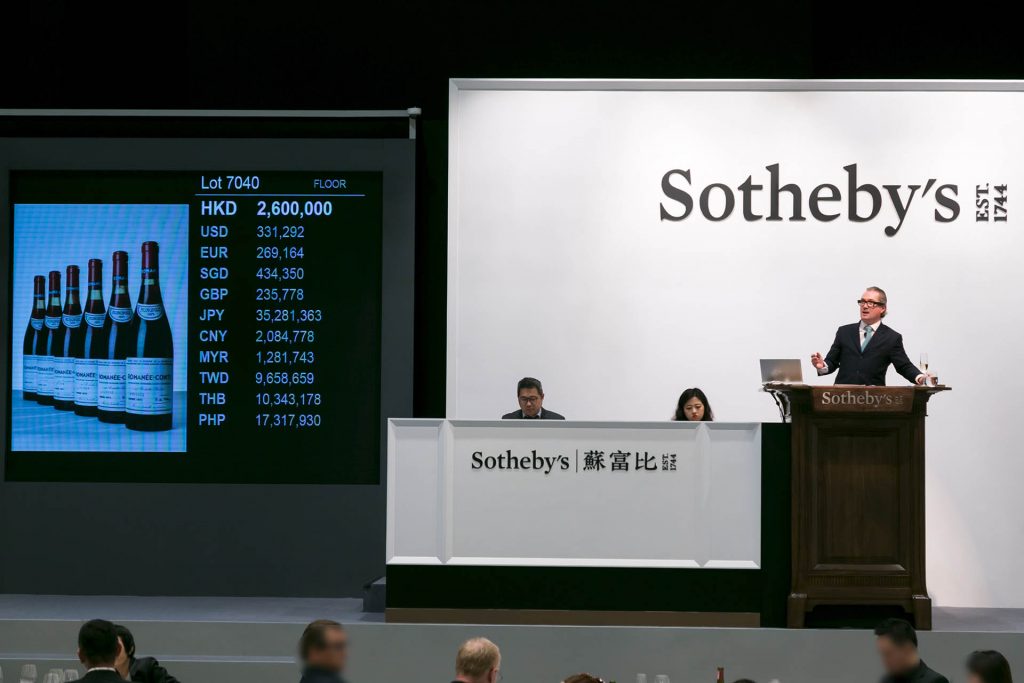 Lot 7040 FLOOR
HKD 2,600,000
USD 331,292
EUR 269,164
SGD 434,350
GBP 235,778
JPY 35,281,363
CNY 2,084,778
MYR 1,281,743
TWD 9,658,659
THB 10,343,178
PHP 17,317,930
ROMANÉE-CONTI
Sotheby's EST. 1744
Sotheby's
Sotheby's | 蘇富比 EST. 1744